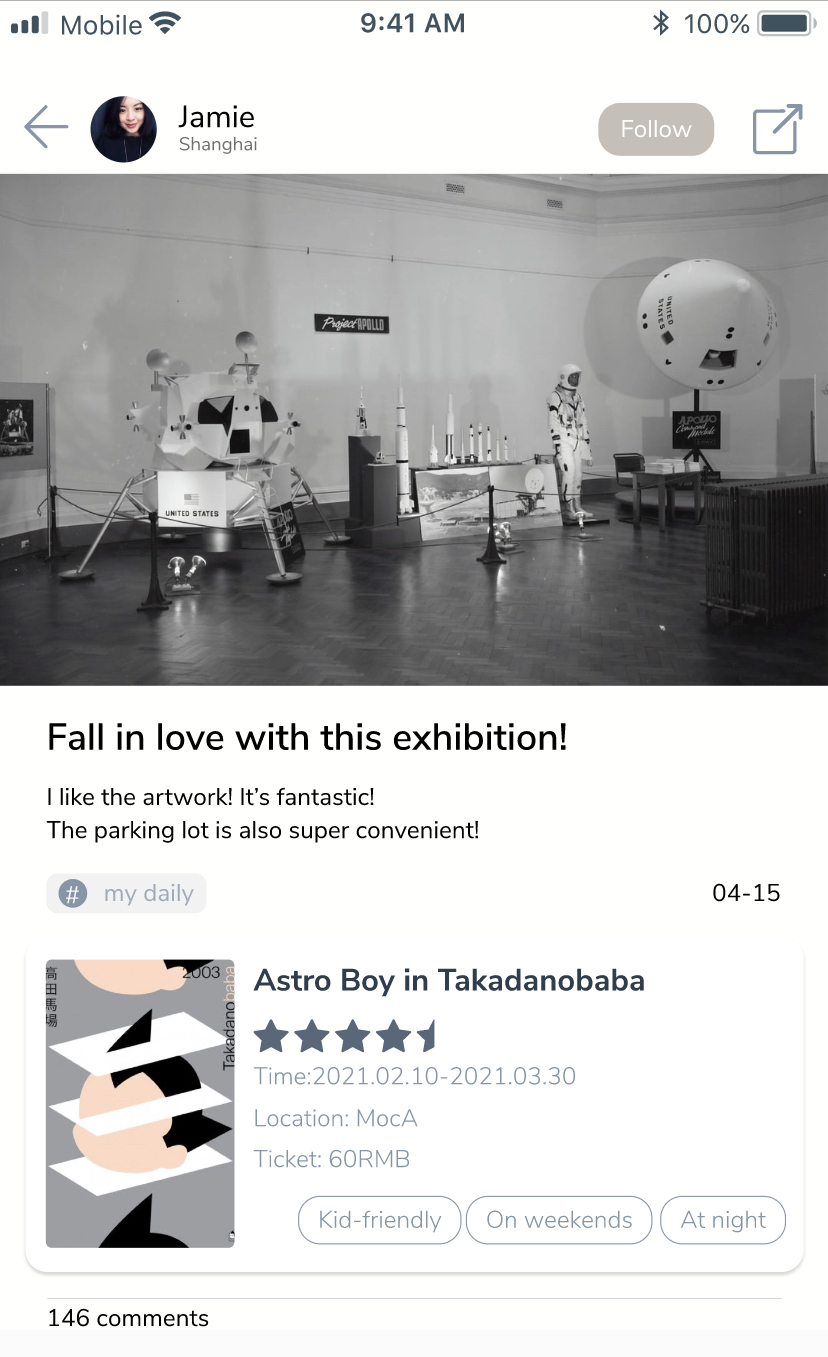 Mobile 9:41 AM 100%
Jamie
Shanghai
Follow
Project APOLLO
UNITED STATES
UNITED STATES
APOLLO
Command Module
Fall in love with this exhibition!
I like the artwork! It’s fantastic!
The parking lot is also super convenient!
# my daily
04-15
高田馬場
2003
Takadanobaba
Astro Boy in Takadanobaba
Time:2021.02.10-2021.03.30
Location: MocA
Ticket: 60RMB
Kid-friendly
On weekends
At night
146 comments